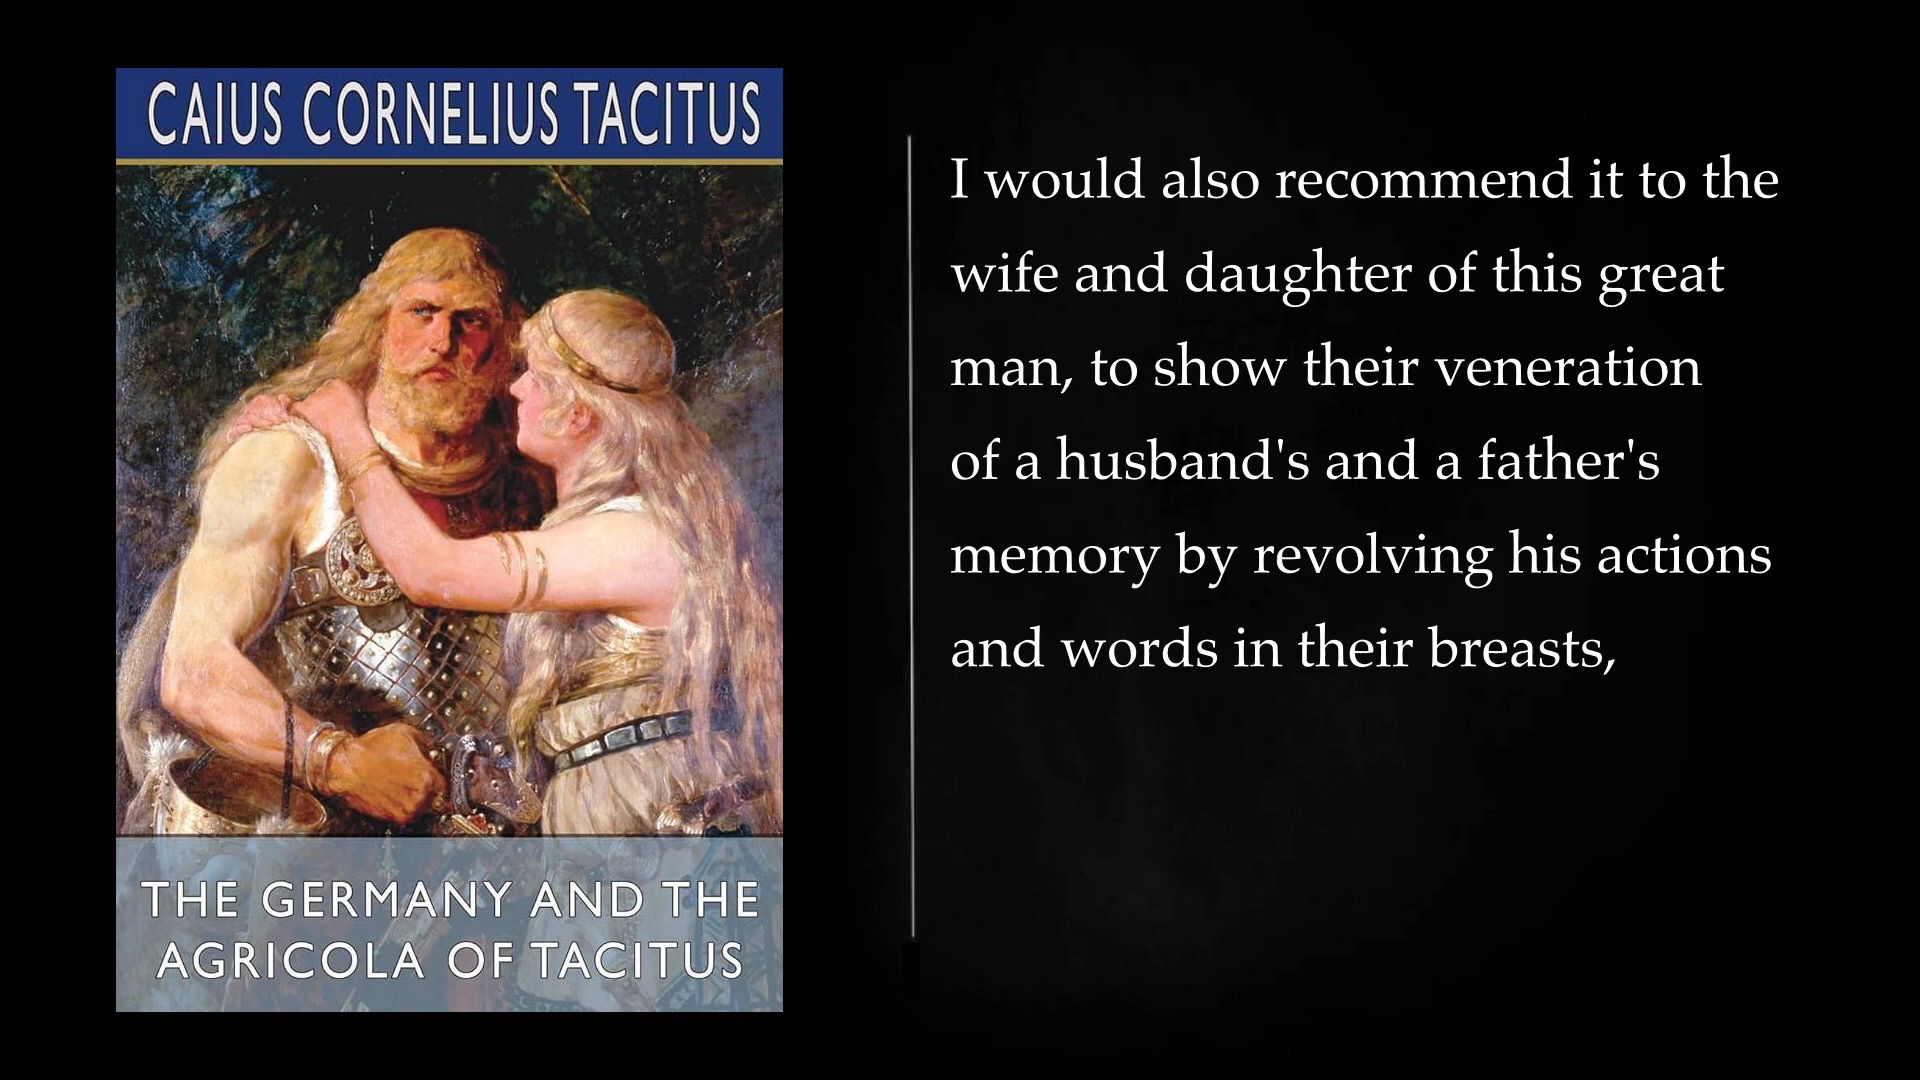 CAIUS CORNELIUS TACITUS
THE GERMANY AND THE
AGRICOLA OF TACITUS
I would also recommend it to the
wife and daughter of this great
man, to show their veneration
of a husband's and a father's
memory by revolving his actions
and words in their breasts,